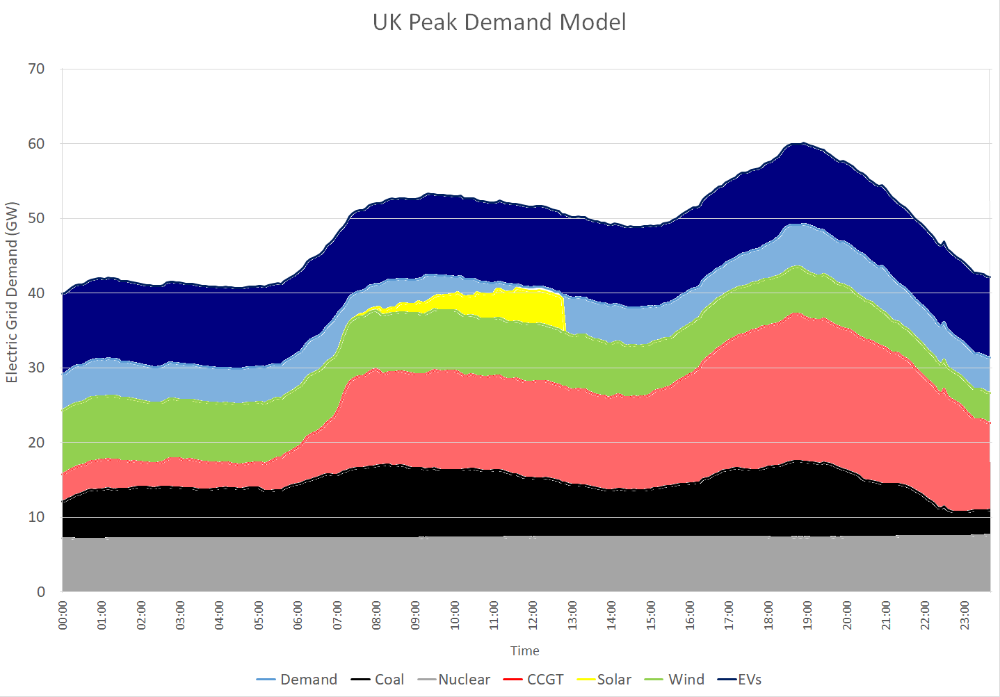 UK Peak Demand Model
70
60
50
40
30
20
10
0
Electric Grid Demand (GW)
00:00 01:00 02:00 03:00 04:00 05:00 06:00 07:00 08:00 09:00 10:00 11:00 12:00 13:00 14:00 15:00 16:00 17:00 18:00 19:00 20:00 21:00 22:00 23:00
Time
Demand Coal Nuclear CCGT Solar Wind EVs